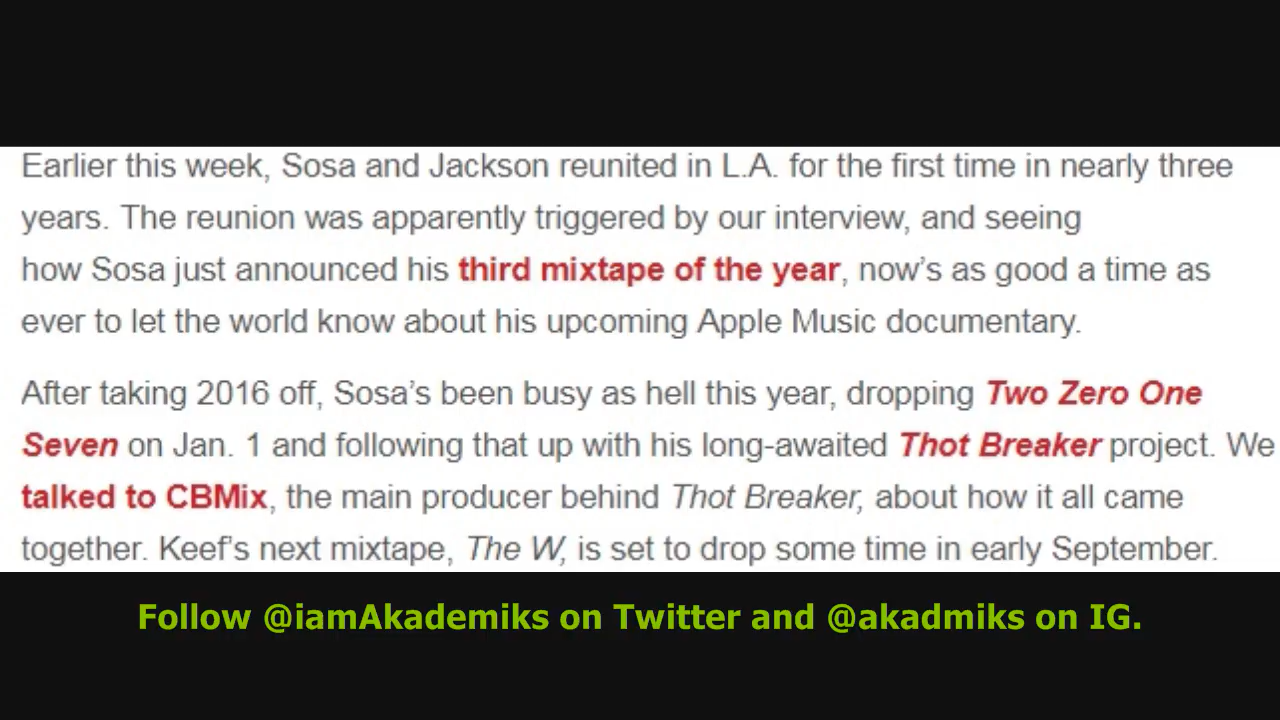 Earlier this week, Sosa and Jackson reunited in L.A. for the first time in nearly three
years. The reunion was apparently triggered by our interview, and seeing
how Sosa just announced his third mixtape of the year, now's as good a time as
ever to let the world know about his upcoming Apple Music documentary.
After taking 2016 off, Sosa's been busy as hell this year, dropping Two Zero One
Seven on Jan. 1 and following that up with his long-awaited Thot Breaker project. We
talked to CBMix, the main producer behind Thot Breaker, about how it all came
together. Keef's next mixtape, The W, is set to drop some time in early September.
Follow @iamAkademiks on Twitter and @akadmiks on IG.